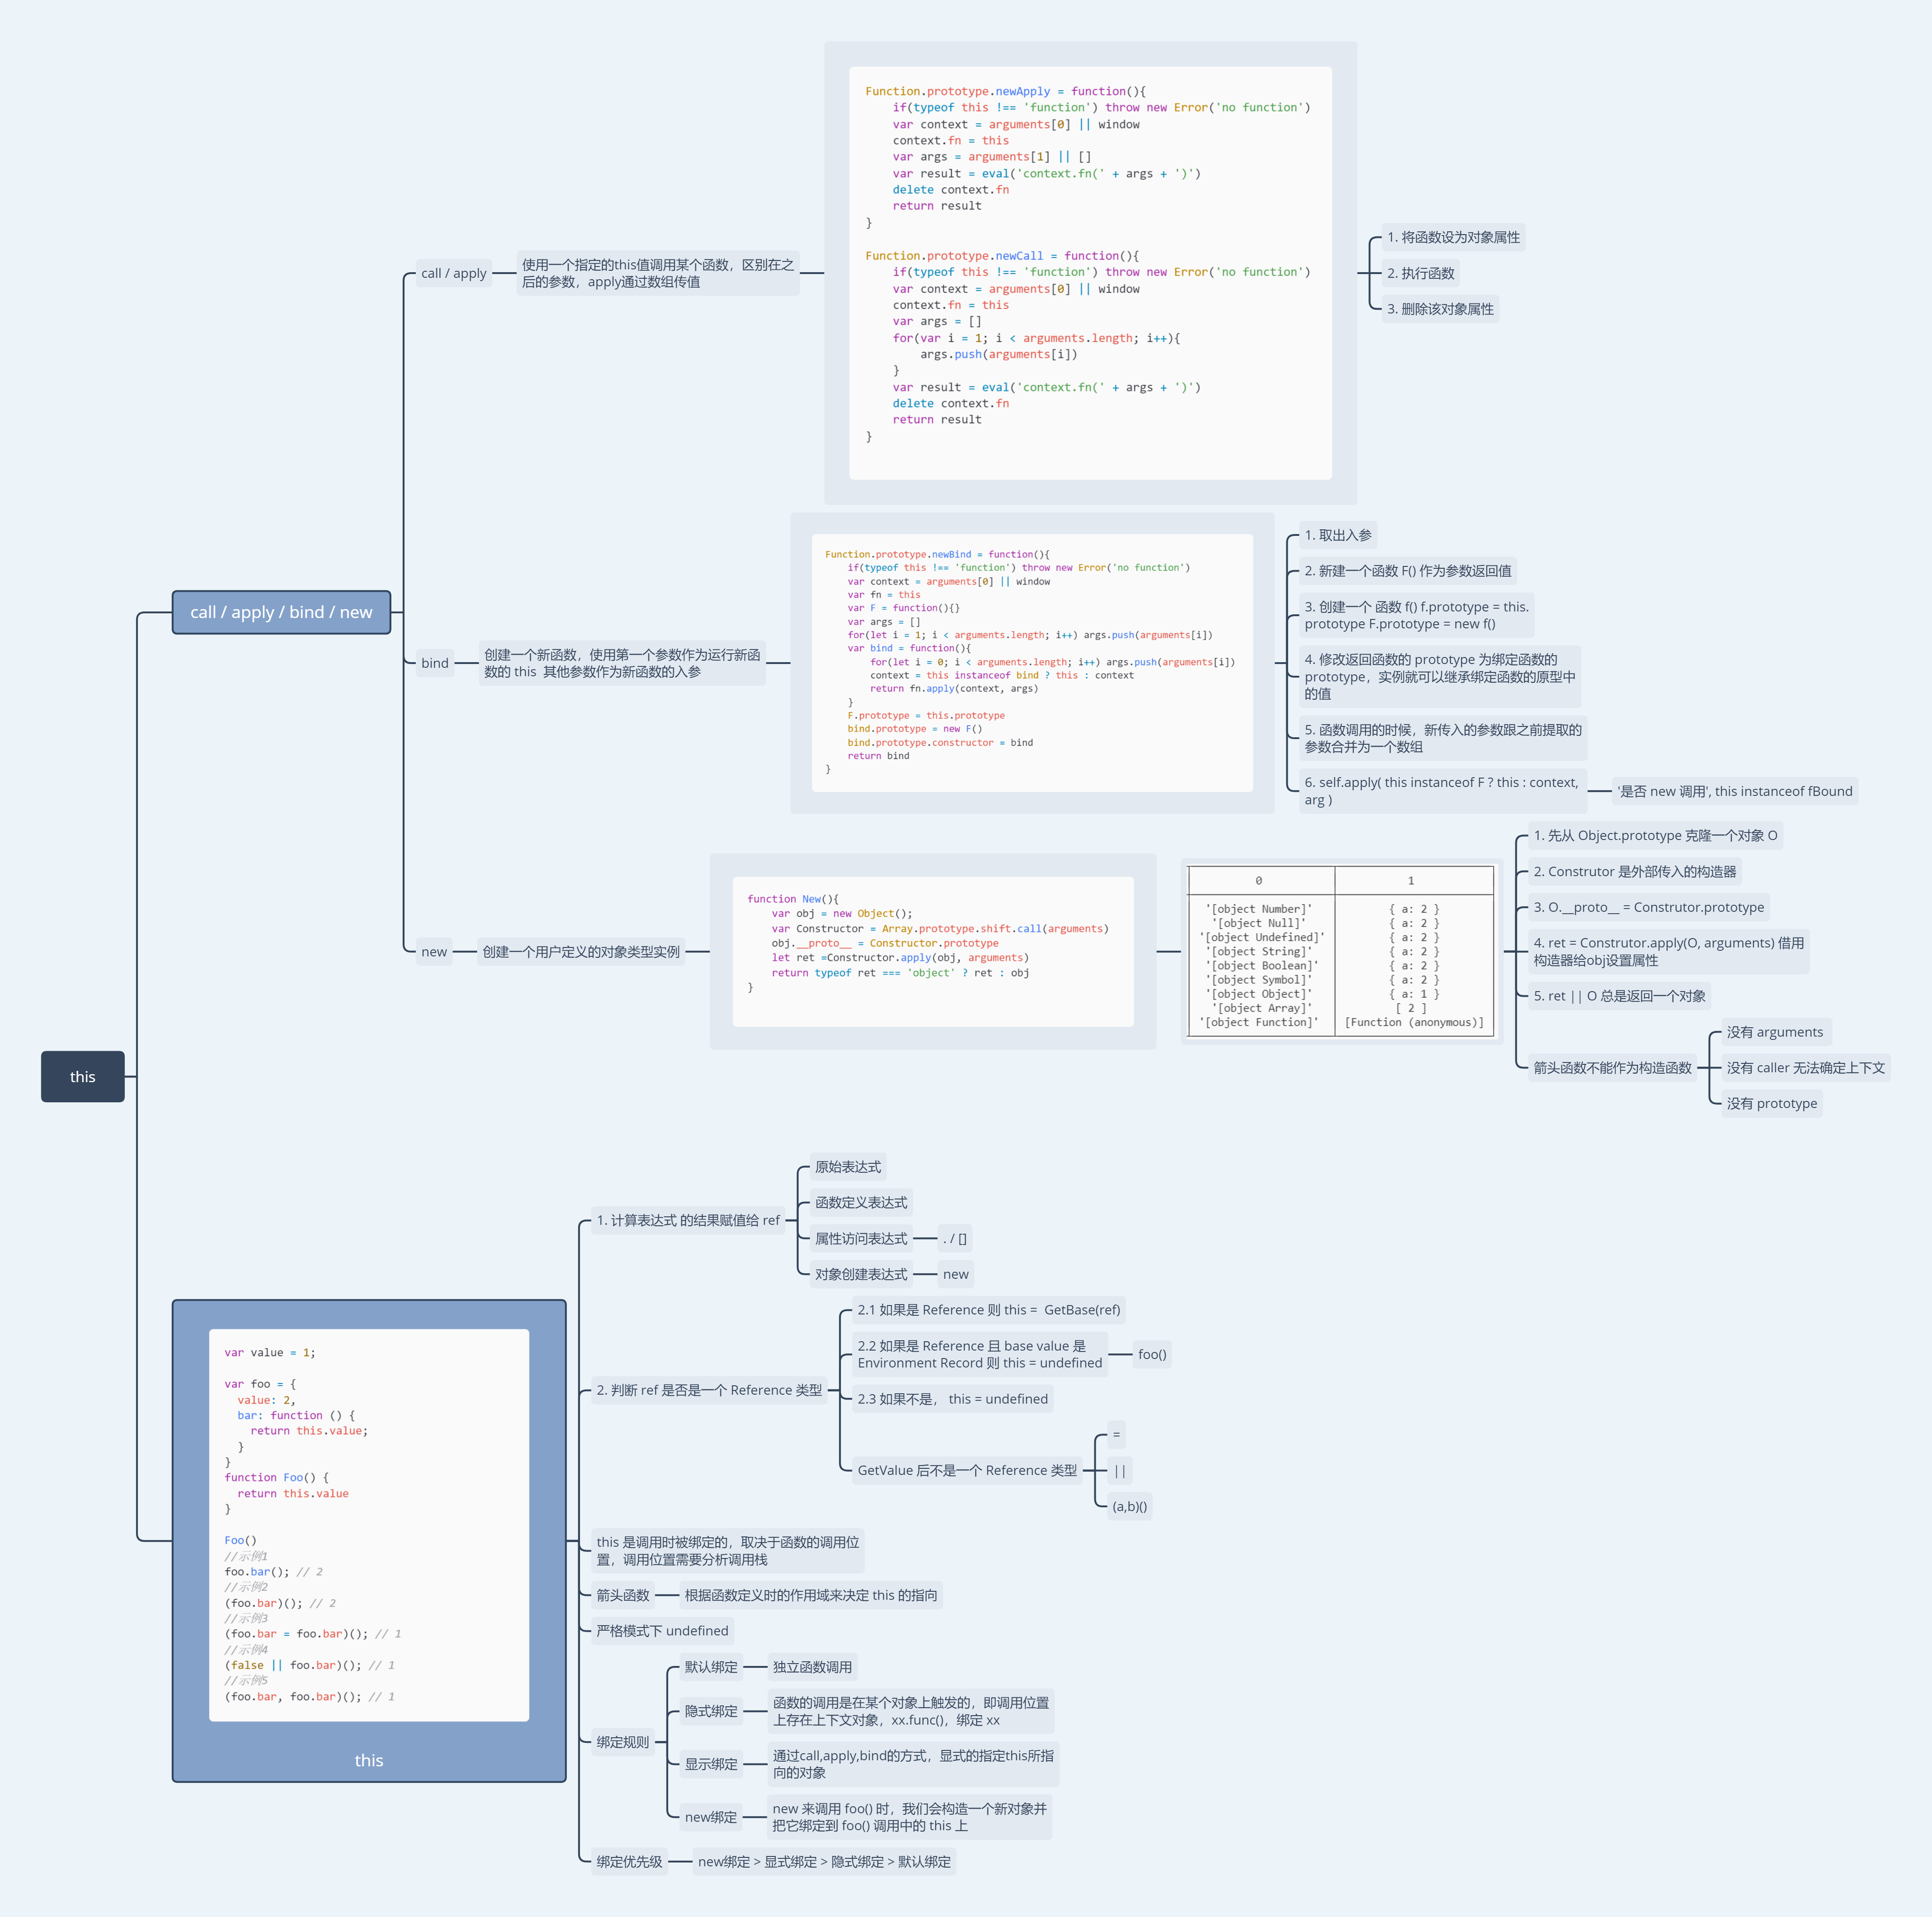 this
call / apply / bind / new
call / apply
使用一个指定的this值调用某个函数，区别在之
后的参数，apply通过数组传值
Function.prototype.newApply = function(){
    if(typeof this !== 'function') throw new Error('no function')
    var context = arguments[0] || window
    context.fn = this
    var args = arguments[1] || []
    var result = eval('context.fn(' + args + ')')
    delete context.fn
    return result
}
Function.prototype.newCall = function(){
    if(typeof this !== 'function') throw new Error('no function')
    var context = arguments[0] || window
    context.fn = this
    var args = []
    for(var i = 1; i < arguments.length; i++){
        args.push(arguments[i])
    }
    var result = eval('context.fn(' + args + ')')
    delete context.fn
    return result
}
1. 将函数设为对象属性
2. 执行函数
3. 删除该对象属性
bind
创建一个新函数，使用第一个参数作为运行新函
数的 this  其他参数作为新函数的入参
Function.prototype.newBind = function(){
    if(typeof this !== 'function') throw new Error('no function')
    var context = arguments[0] || window
    var fn = this
    var F = function(){}
    var args = []
    for(let i = 1; i < arguments.length; i++) args.push(arguments[i])
    var bind = function(){
        for(let i = 0; i < arguments.length; i++) args.push(arguments[i])
        context = this instanceof bind ? this : context
        return fn.apply(context, args)
    }
    F.prototype = this.prototype
    bind.prototype = new F()
    bind.prototype.constructor = bind
    return bind
}
1. 取出入参
2. 新建一个函数 F() 作为参数返回值
3. 创建一个 函数 f() f.prototype = this.
prototype F.prototype = new f()
4. 修改返回函数的 prototype 为绑定函数的
prototype，实例就可以继承绑定函数的原型中
的值
5. 函数调用的时候，新传入的参数跟之前提取的
参数合并为一个数组
6. self.apply( this instanceof F ? this : context,
arg )
'是否 new 调用', this instanceof fBound
new
创建一个用户定义的对象类型实例
function New(){
    var obj = new Object();
    var Constructor = Array.prototype.shift.call(arguments)
    obj.__proto__ = Constructor.prototype
    let ret =Constructor.apply(obj, arguments)
    return typeof ret === 'object' ? ret : obj
}
0 1
'[object Number]' { a: 2 }
'[object Null]' { a: 2 }
'[object Undefined]' { a: 2 }
'[object String]' { a: 2 }
'[object Boolean]' { a: 2 }
'[object Symbol]' { a: 2 }
'[object Object]' { a: 1 }
'[object Array]' [ 2 ]
'[object Function]' [Function (anonymous)]
1. 先从 Object.prototype 克隆一个对象 O
2. Construtor 是外部传入的构造器
3. O.__proto__ = Construtor.prototype
4. ret = Construtor.apply(O, arguments) 借用
构造器给obj设置属性
5. ret || O 总是返回一个对象
箭头函数不能作为构造函数
没有 arguments
没有 caller 无法确定上下文
没有 prototype
var value = 1;
var foo = {
  value: 2,
  bar: function () {
    return this.value;
  }
}
function Foo() {
  return this.value
}
Foo()
//示例1
foo.bar(); // 2
//示例2
(foo.bar)(); // 2
//示例3
(foo.bar = foo.bar)(); // 1
//示例4
(false || foo.bar)(); // 1
//示例5
(foo.bar, foo.bar)(); // 1
this
1. 计算表达式 的结果赋值给 ref
原始表达式
函数定义表达式
属性访问表达式
. / []
对象创建表达式
new
2. 判断 ref 是否是一个 Reference 类型
2.1 如果是 Reference 则 this =  GetBase(ref)
2.2 如果是 Reference 且 base value 是
Environment Record 则 this = undefined
foo()
2.3 如果不是， this = undefined
GetValue 后不是一个 Reference 类型
=
||
(a,b)()
this 是调用时被绑定的，取决于函数的调用位
置，调用位置需要分析调用栈
箭头函数
根据函数定义时的作用域来决定 this 的指向
严格模式下 undefined
绑定规则
默认绑定
独立函数调用
隐式绑定
函数的调用是在某个对象上触发的，即调用位置
上存在上下文对象，xx.func()，绑定 xx
显示绑定
通过call,apply,bind的方式，显式的指定this所指
向的对象
new绑定
new 来调用 foo() 时，我们会构造一个新对象并
把它绑定到 foo() 调用中的 this 上
绑定优先级
new绑定 > 显式绑定 > 隐式绑定 > 默认绑定